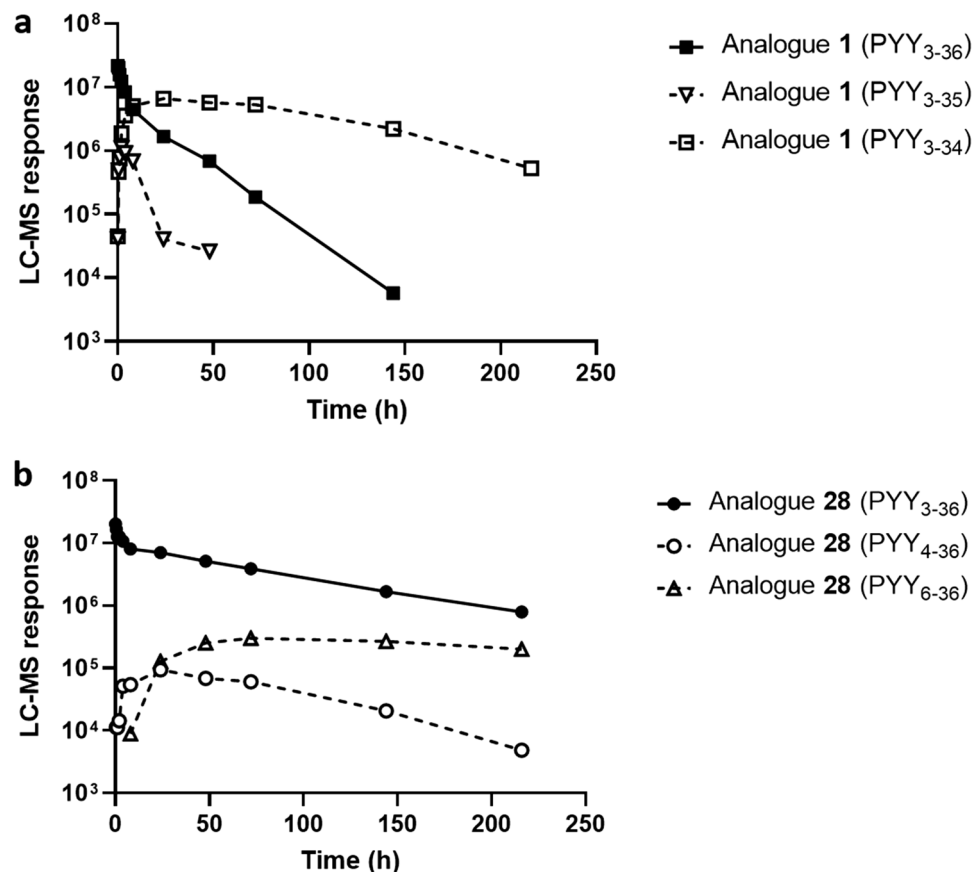 a
10⁸
10⁷
10⁶
10⁵
10⁴
10³
LC-MS response
0 50 100 150 200 250
Time (h)
Analogue 1 (PYY₃₋₃₆)
Analogue 1 (PYY₃₋₃₅)
Analogue 1 (PYY₃₋₃₄)
b
10⁸
10⁷
10⁶
10⁵
10⁴
10³
LC-MS response
0 50 100 150 200 250
Time (h)
Analogue 28 (PYY₃₋₃₆)
Analogue 28 (PYY₄₋₃₆)
Analogue 28 (PYY₆₋₃₆)